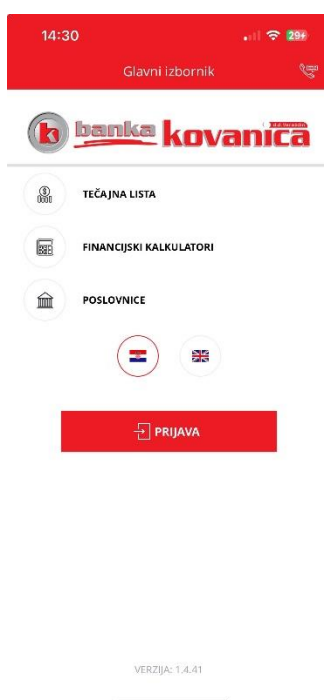 14:30
29+
Glavni izbornik
banka kovanica
TEČAJNA LISTA
FINANCIJSKI KALKULATORI
POSLOVNICE
PRIJAVA
VERZIJA: 1.4.41